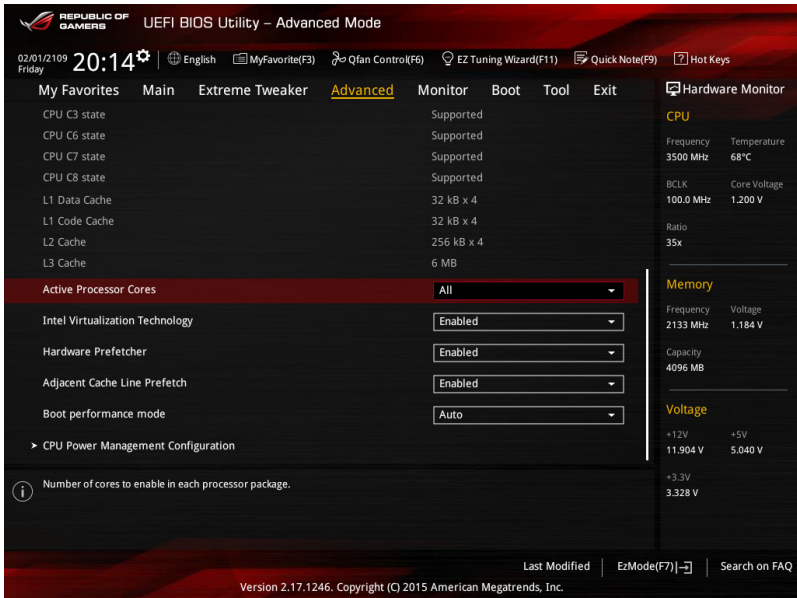 REPUBLIC OF
GAMERS
UEFI BIOS Utility – Advanced Mode
02/01/2109
Friday
20:14
English
MyFavorite(F3)
Qfan Control(F6)
EZ Tuning Wizard(F11)
Quick Note(F9)
? Hot Keys
My Favorites Main Extreme Tweaker Advanced Monitor Boot Tool Exit
CPU C3 state Supported
CPU C6 state Supported
CPU C7 state Supported
CPU C8 state Supported
L1 Data Cache 32 kB x 4
L1 Code Cache 32 kB x 4
L2 Cache 256 kB x 4
L3 Cache 6 MB
Active Processor Cores All
Intel Virtualization Technology Enabled
Hardware Prefetcher Enabled
Adjacent Cache Line Prefetch Enabled
Boot performance mode Auto
> CPU Power Management Configuration
i Number of cores to enable in each processor package.
Hardware Monitor
CPU
Frequency Temperature
3500 MHz 68°C
BCLK Core Voltage
100.0 MHz 1.200 V
Ratio
35x
Memory
Frequency Voltage
2133 MHz 1.184 V
Capacity
4096 MB
Voltage
+12V +5V
11.904 V 5.040 V
+3.3V
3.328 V
Last Modified
EzMode(F7)
Search on FAQ
Version 2.17.1246. Copyright (C) 2015 American Megatrends, Inc.